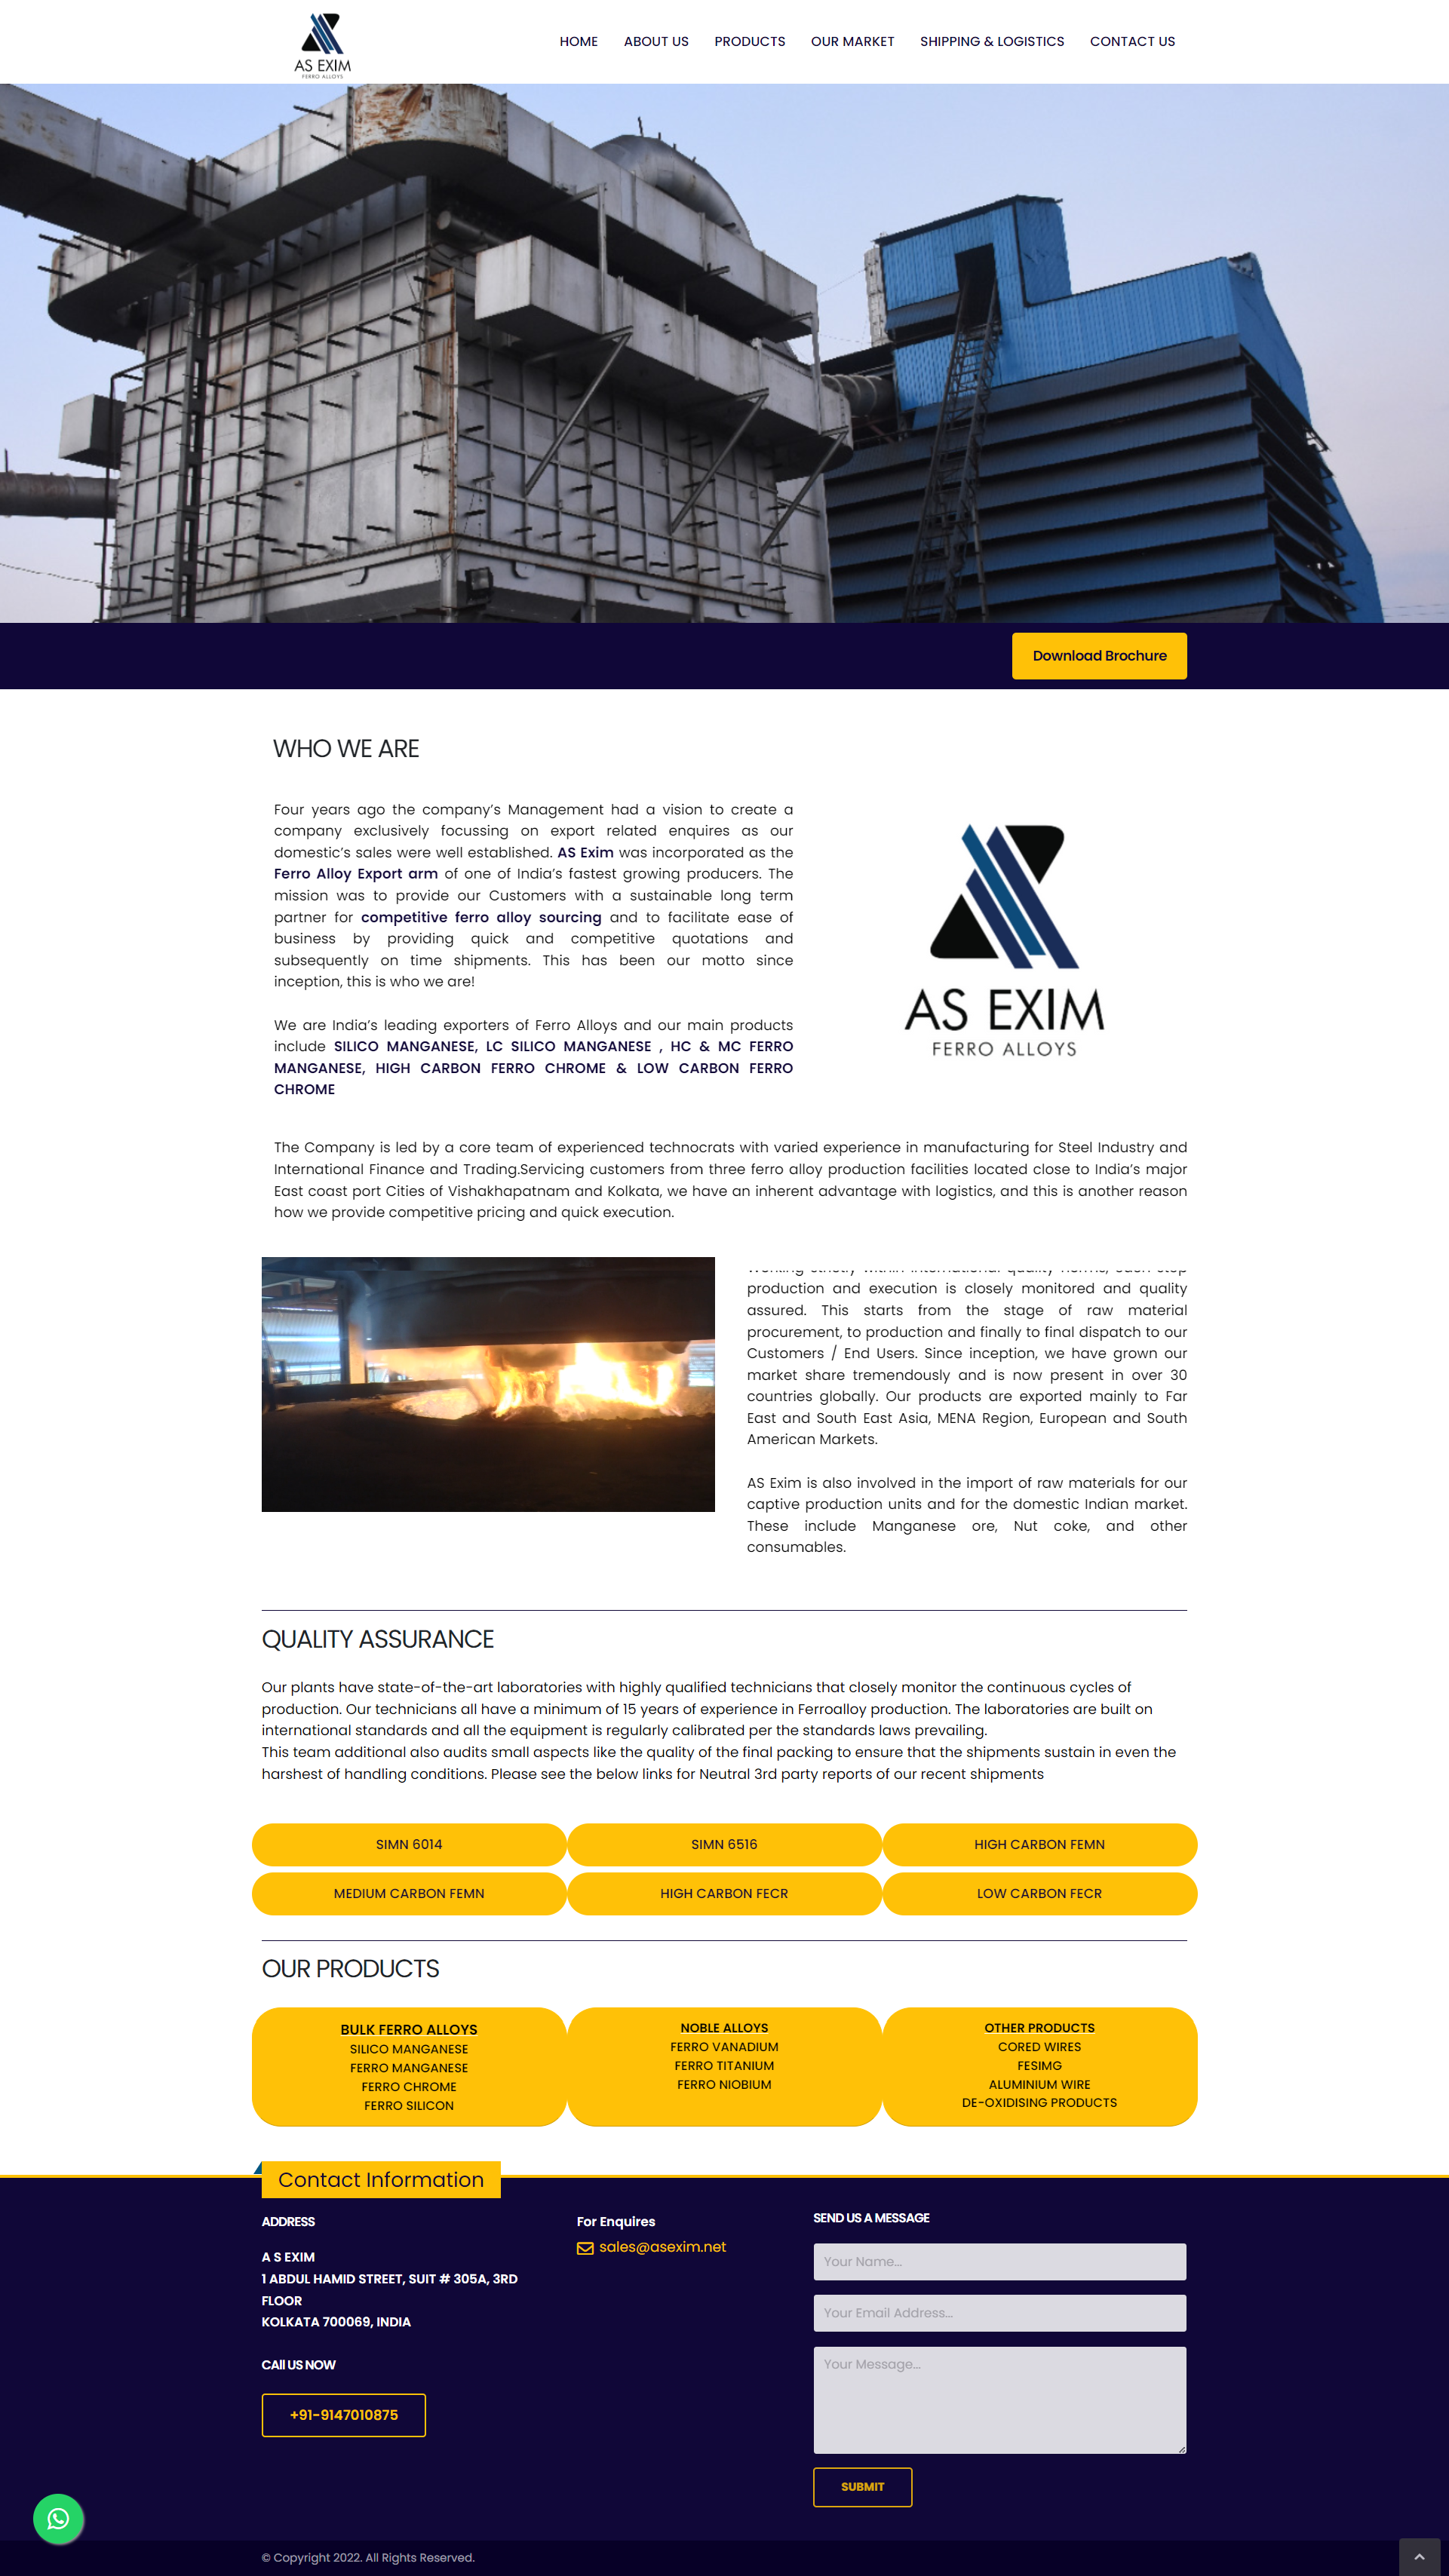 AS EXIM
FERRO ALLOYS
HOME ABOUT US PRODUCTS OUR MARKET SHIPPING & LOGISTICS CONTACT US
Download Brochure
WHO WE ARE
Four years ago the company’s Management had a vision to create a
company exclusively focussing on export related enquires as our
domestic’s sales were well established. AS Exim was incorporated as the
Ferro Alloy Export arm of one of India’s fastest growing producers. The
mission was to provide our Customers with a sustainable long term
partner for competitive ferro alloy sourcing and to facilitate ease of
business by providing quick and competitive quotations and
subsequently on time shipments. This has been our motto since
inception, this is who we are!
We are India’s leading exporters of Ferro Alloys and our main products
include SILICO MANGANESE, LC SILICO MANGANESE , HC & MC FERRO
MANGANESE, HIGH CARBON FERRO CHROME & LOW CARBON FERRO
CHROME
AS EXIM
FERRO ALLOYS
The Company is led by a core team of experienced technocrats with varied experience in manufacturing for Steel Industry and
International Finance and Trading.Servicing customers from three ferro alloy production facilities located close to India’s major
East coast port Cities of Vishakhapatnam and Kolkata, we have an inherent advantage with logistics, and this is another reason
how we provide competitive pricing and quick execution.
Working strictly within international quality norms, each step
production and execution is closely monitored and quality
assured. This starts from the stage of raw material
procurement, to production and finally to final dispatch to our
Customers / End Users. Since inception, we have grown our
market share tremendously and is now present in over 30
countries globally. Our products are exported mainly to Far
East and South East Asia, MENA Region, European and South
American Markets.
AS Exim is also involved in the import of raw materials for our
captive production units and for the domestic Indian market.
These include Manganese ore, Nut coke, and other
consumables.
QUALITY ASSURANCE
Our plants have state-of-the-art laboratories with highly qualified technicians that closely monitor the continuous cycles of
production. Our technicians all have a minimum of 15 years of experience in Ferroalloy production. The laboratories are built on
international standards and all the equipment is regularly calibrated per the standards laws prevailing.
This team additional also audits small aspects like the quality of the final packing to ensure that the shipments sustain in even the
harshest of handling conditions. Please see the below links for Neutral 3rd party reports of our recent shipments
SIMN 6014 SIMN 6516 HIGH CARBON FEMN
MEDIUM CARBON FEMN HIGH CARBON FECR LOW CARBON FECR
OUR PRODUCTS
BULK FERRO ALLOYS
SILICO MANGANESE
FERRO MANGANESE
FERRO CHROME
FERRO SILICON
NOBLE ALLOYS
FERRO VANADIUM
FERRO TITANIUM
FERRO NIOBIUM
OTHER PRODUCTS
CORED WIRES
FESIMG
ALUMINIUM WIRE
DE-OXIDISING PRODUCTS
Contact Information
ADDRESS
A S EXIM
1 ABDUL HAMID STREET, SUIT # 305A, 3RD
FLOOR
KOLKATA 700069, INDIA
CAll US NOW
+91-9147010875
For Enquires
sales@asexim.net
SEND US A MESSAGE
Your Name...
Your Email Address...
Your Message...
SUBMIT
© Copyright 2022. All Rights Reserved.